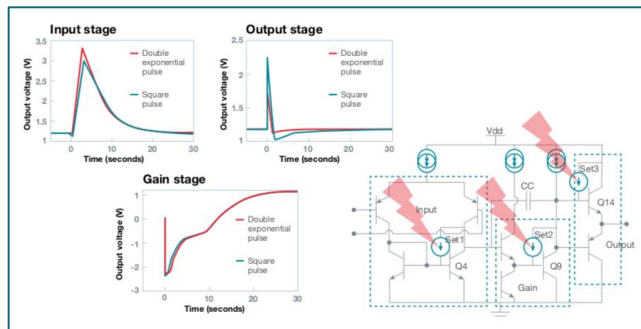 Input stage
Output voltage (V)
3.5
3
2.5
2
1.5
1
0
10
20
30
Time (seconds)
Double
exponential
pulse
Square
pulse
Output stage
Output voltage (V)
2.5
2
1.5
1
0
10
20
30
Time (seconds)
Double
exponential
pulse
Square
pulse
Gain stage
Output voltage (V)
1
0
-1
-2
-3
0
10
20
30
Time (seconds)
Double
exponential
pulse
Square
pulse
Vdd
Set3
CC
Q14
Input
Set1
Set2
Output
Q4
Q9
Gain